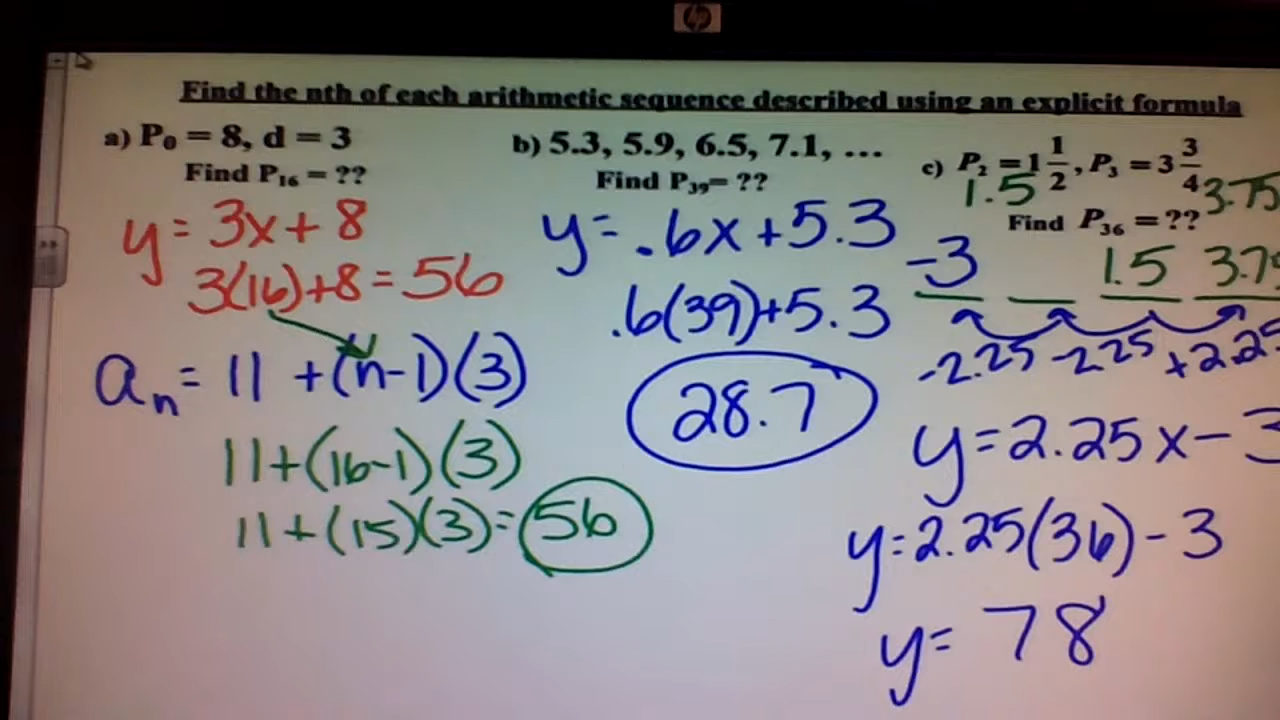 hp
Find the nth of each arithmetic sequence described using an explicit formula
a) P₀ = 8, d = 3
Find P₁₆ = ??
y = 3x + 8
3(16)+8 = 56
aₙ = 11 + (n-1)(3)
11+(16-1)(3)
11+(15)(3)= 56
b) 5.3, 5.9, 6.5, 7.1, ...
Find P₃₉= ??
y= .6x+5.3
.6(39)+5.3
28.7
c) P₂ = 1 1/2, P₃ = 3 3/4
1.5 3.75
Find P₃₆ = ??
-3 1.5
-2.25 -2.25 +2.25
y=2.25x-3
y=2.25(36)-3
y= 78